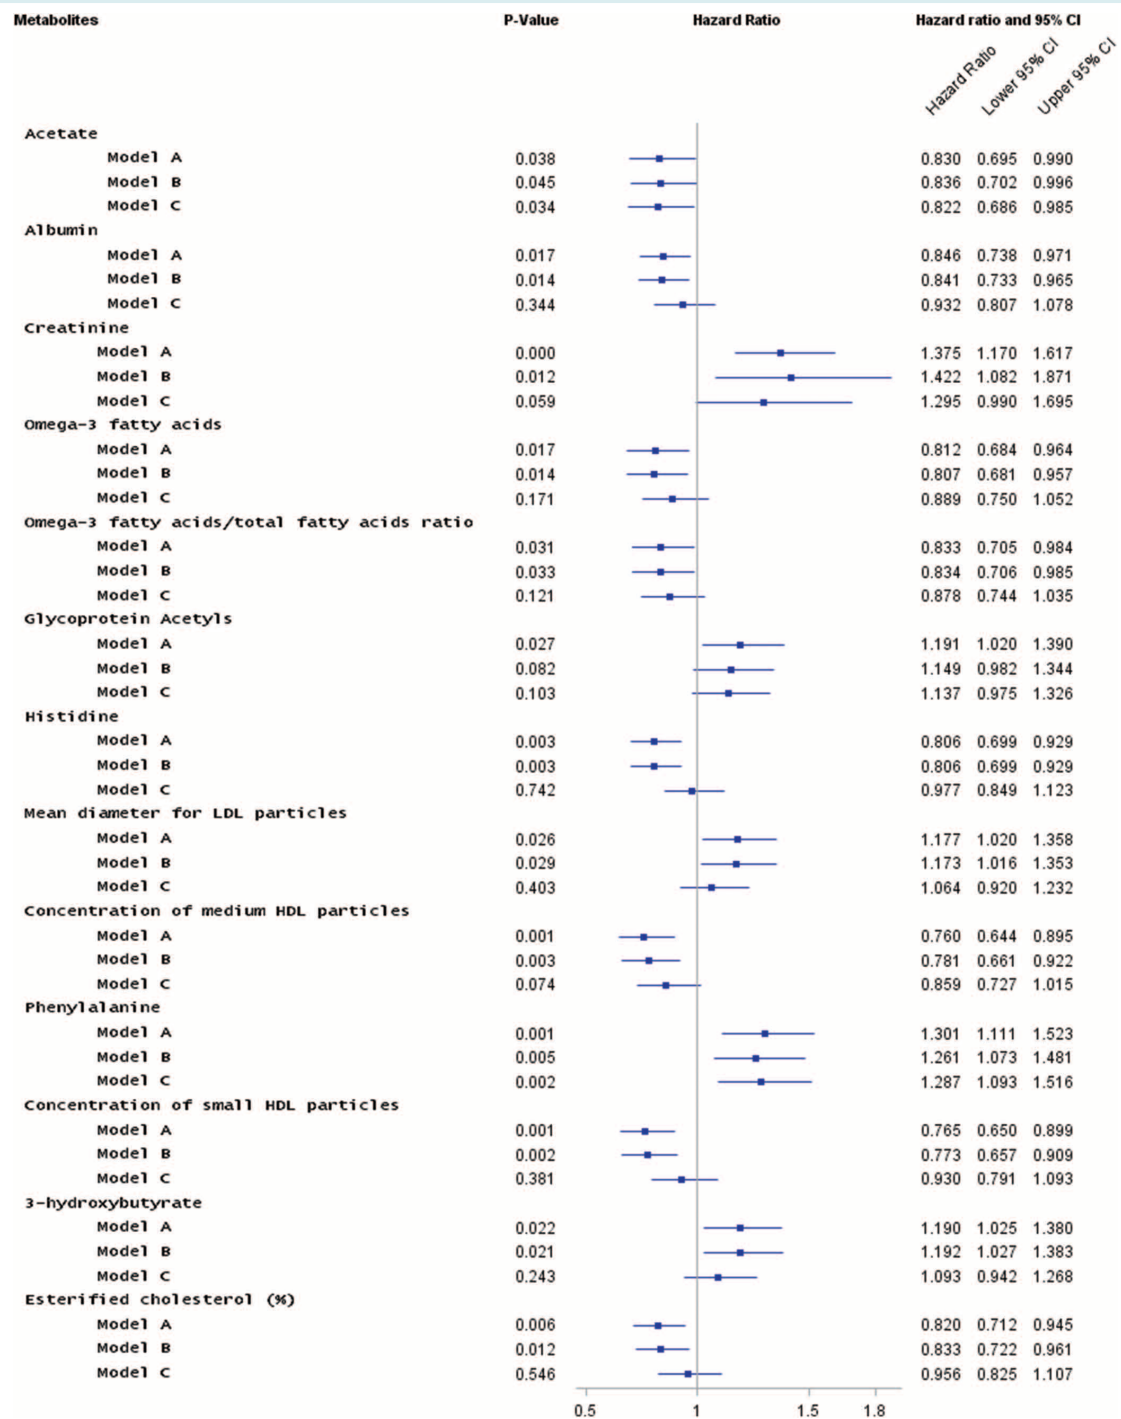 Metabolites P-Value Hazard Ratio Hazard ratio and 95% CI
Hazard Ratio Lower 95% CI Upper 95% CI
Acetate
Model A 0.038 0.830 0.695 0.990
Model B 0.045 0.836 0.702 0.996
Model C 0.034 0.822 0.686 0.985
Albumin
Model A 0.017 0.846 0.738 0.971
Model B 0.014 0.841 0.733 0.965
Model C 0.344 0.932 0.807 1.078
Creatinine
Model A 0.000 1.375 1.170 1.617
Model B 0.012 1.422 1.082 1.871
Model C 0.059 1.295 0.990 1.695
Omega-3 fatty acids
Model A 0.017 0.812 0.684 0.964
Model B 0.014 0.807 0.681 0.957
Model C 0.171 0.889 0.750 1.052
Omega-3 fatty acids/total fatty acids ratio
Model A 0.031 0.833 0.705 0.984
Model B 0.033 0.834 0.706 0.985
Model C 0.121 0.878 0.744 1.035
Glycoprotein Acetyls
Model A 0.027 1.191 1.020 1.390
Model B 0.082 1.149 0.982 1.344
Model C 0.103 1.137 0.975 1.326
Histidine
Model A 0.003 0.806 0.699 0.929
Model B 0.003 0.806 0.699 0.929
Model C 0.742 0.977 0.849 1.123
Mean diameter for LDL particles
Model A 0.026 1.177 1.020 1.358
Model B 0.029 1.173 1.016 1.353
Model C 0.403 1.064 0.920 1.232
Concentration of medium HDL particles
Model A 0.001 0.760 0.644 0.895
Model B 0.003 0.781 0.661 0.922
Model C 0.074 0.859 0.727 1.015
Phenylalanine
Model A 0.001 1.301 1.111 1.523
Model B 0.005 1.261 1.073 1.481
Model C 0.002 1.287 1.093 1.516
Concentration of small HDL particles
Model A 0.001 0.765 0.650 0.899
Model B 0.002 0.773 0.657 0.909
Model C 0.381 0.930 0.791 1.093
3-hydroxybutyrate
Model A 0.022 1.190 1.025 1.380
Model B 0.021 1.192 1.027 1.383
Model C 0.243 1.093 0.942 1.268
Esterified cholesterol (%)
Model A 0.006 0.820 0.712 0.945
Model B 0.012 0.833 0.722 0.961
Model C 0.546 0.956 0.825 1.107
0.5 1 1.5 1.8